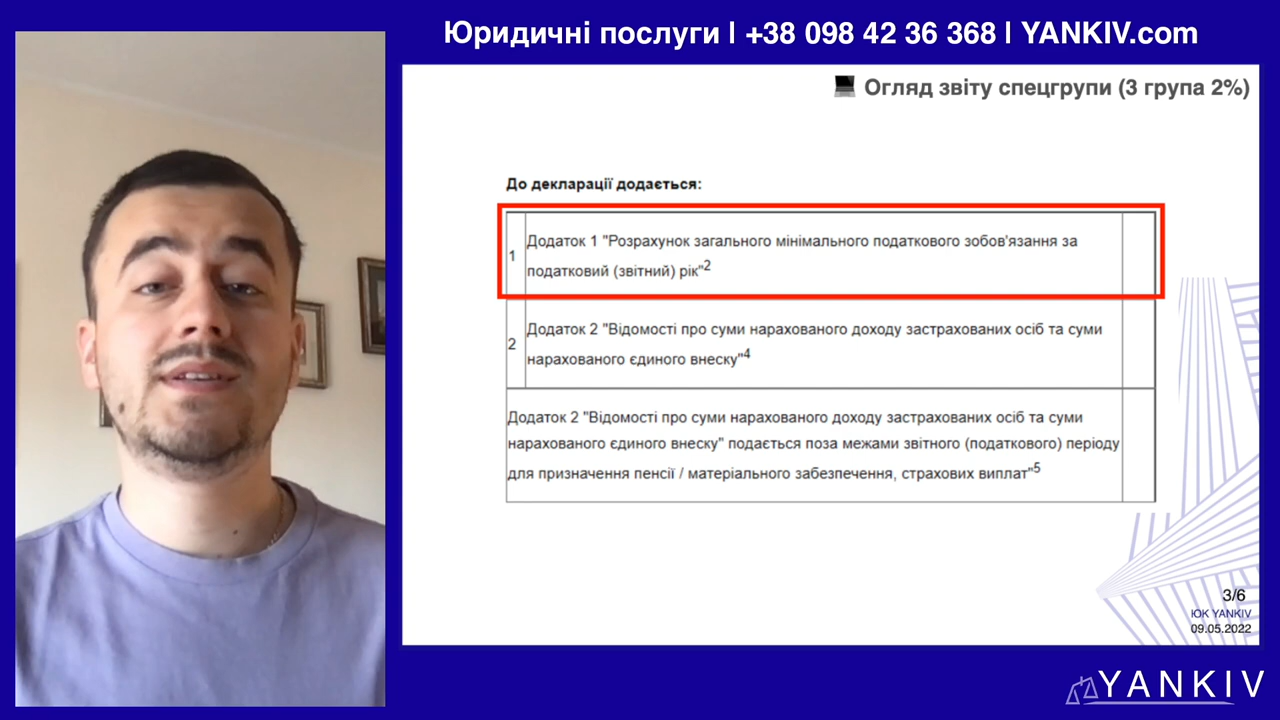 Юридичні послуги | +38 098 42 36 368 | YANKIV.com
Огляд звіту спецгрупи (3 група 2%)
До декларації додається:
1
Додаток 1 "Розрахунок загального мінімального податкового зобов'язання за
податковий (звітний) рік"2
2
Додаток 2 "Відомості про суми нарахованого доходу застрахованих осіб та суми
нарахованого єдиного внеску"4
Додаток 2 "Відомості про суми нарахованого доходу застрахованих осіб та суми
нарахованого єдиного внеску" подається поза межами звітного (податкового) періоду
для призначення пенсії / матеріального забезпечення, страхових виплат"5
3/6
ЮК YANKIV
09.05.2022
YANKIV